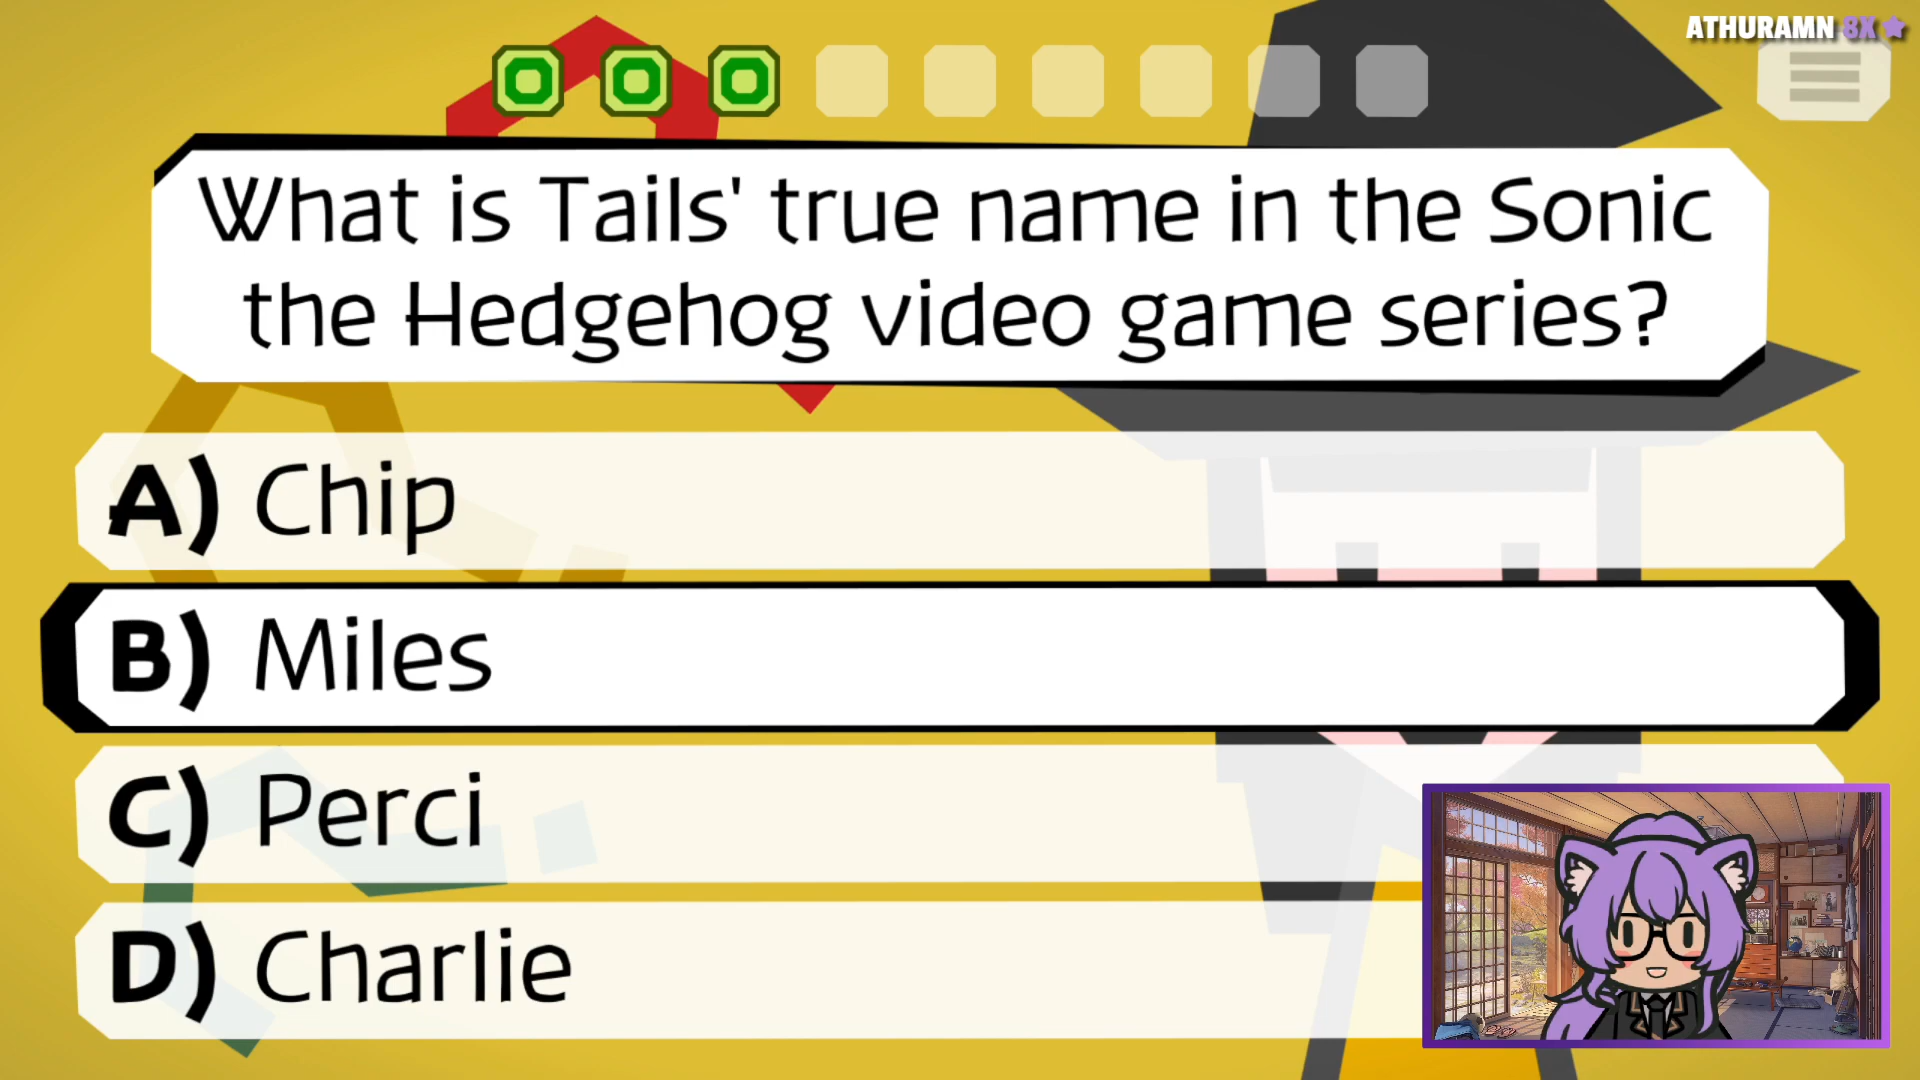 ATHURAMN 8X
What is Tails' true name in the Sonic
the Hedgehog video game series?
A) Chip
B) Miles
C) Perci
D) Charlie